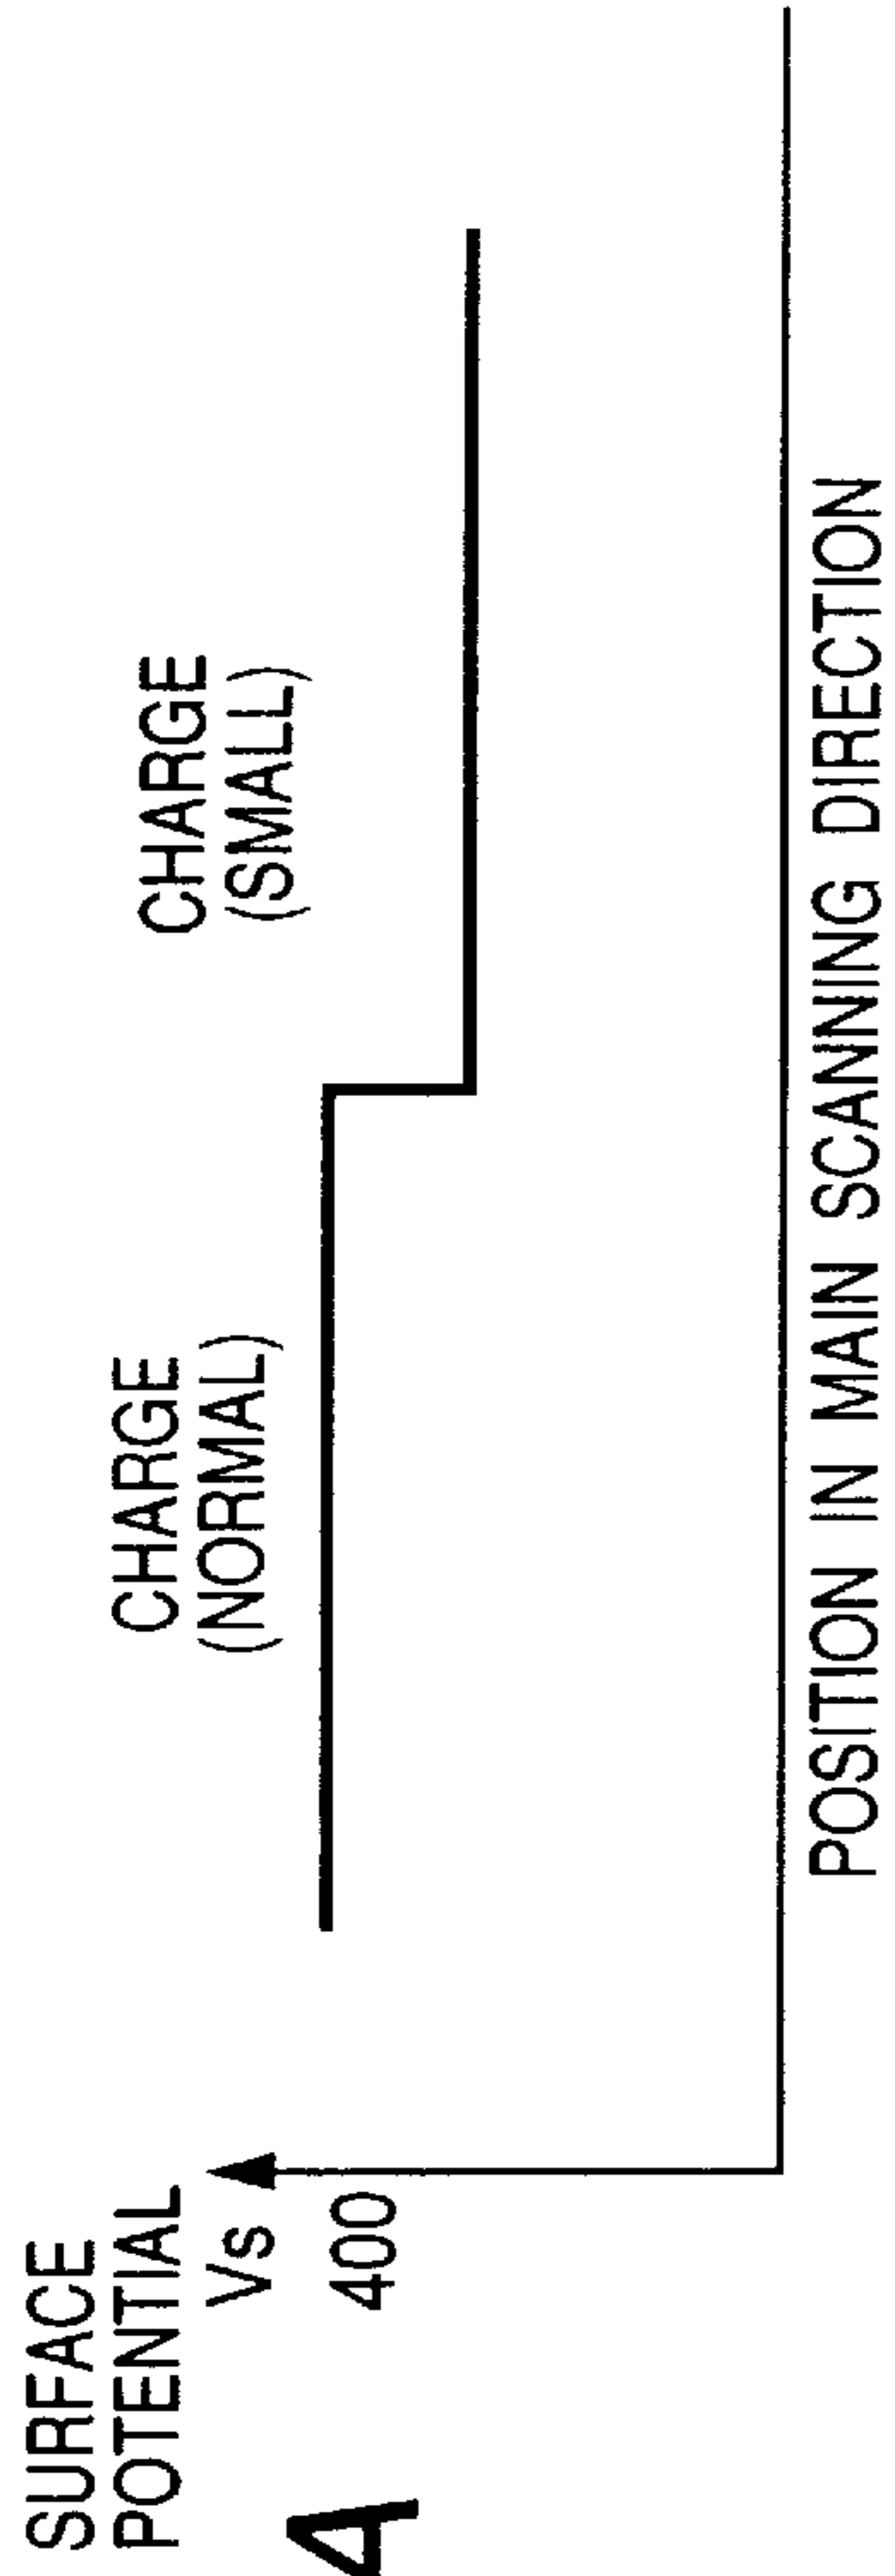 SURFACE
POTENTIAL
Vs
400
CHARGE
(NORMAL)
CHARGE
(SMALL)
POSITION IN MAIN SCANNING DIRECTION
A